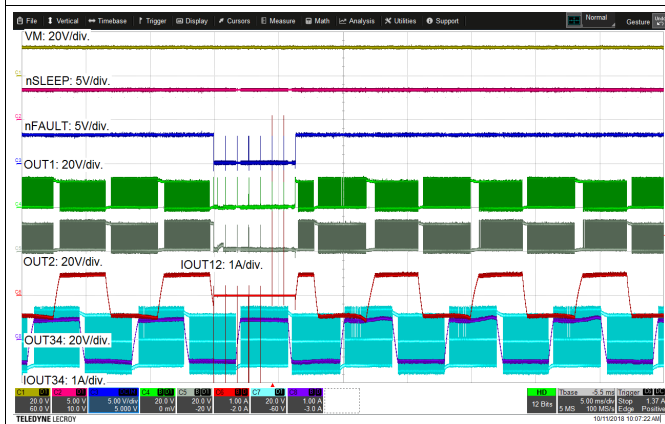 File Vertical Timebase Trigger Display Cursors Measure Math Analysis Utilities Support Normal Gesture Undo
VM: 20V/div.
nSLEEP: 5V/div.
nFAULT: 5V/div.
OUT1: 20V/div.
OUT2: 20V/div.
IOUT12: 1A/div.
OUT34: 20V/div.
IOUT34: 1A/div.
C1 C3 C4 C5 C6 C7 C8 HD Tbase -5.5 ms Trigger
20.0 V 5.00 V 5.00 V/div 20.0 V 20.0 V 1.00 A 20.0 V 1.00 A 12 Bits 5.00 ms/div Stop 1.37 A
60.0 V 10.0 V 5.000 V 0 mV -20 V -2.0 A -60 V -3.0 A 5 MS 100 MS/s Edge Positive
TELEDYNE LECROY 10/11/2018 10:07:22 AM